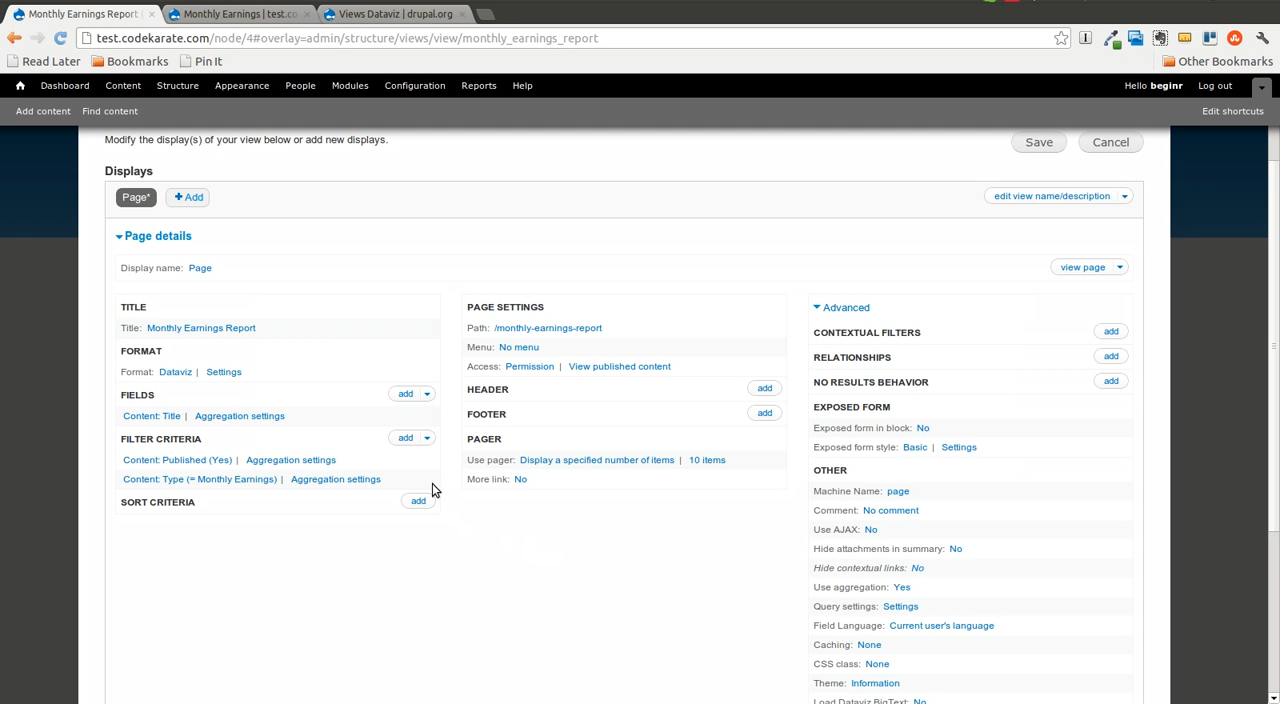 Monthly Earnings Report
Monthly Earnings | test.co
Views Dataviz | drupal.org
test.codekarate.com/node/4#overlay=admin/structure/views/view/monthly_earnings_report
Read Later Bookmarks Pin It Other Bookmarks
Dashboard Content Structure Appearance People Modules Configuration Reports Help Hello beginr Log out
Add content Find content Edit shortcuts
Modify the display(s) of your view below or add new displays.
Save Cancel
Displays
Page* + Add edit view name/description
Page details
Display name: Page view page
TITLE
Title: Monthly Earnings Report
FORMAT
Format: Dataviz | Settings
FIELDS add
Content: Title | Aggregation settings
FILTER CRITERIA add
Content: Published (Yes) | Aggregation settings
Content: Type (= Monthly Earnings) | Aggregation settings
SORT CRITERIA add
PAGE SETTINGS
Path: /monthly-earnings-report
Menu: No menu
Access: Permission | View published content
HEADER add
FOOTER add
PAGER
Use pager: Display a specified number of items | 10 items
More link: No
Advanced
CONTEXTUAL FILTERS add
RELATIONSHIPS add
NO RESULTS BEHAVIOR add
EXPOSED FORM
Exposed form in block: No
Exposed form style: Basic | Settings
OTHER
Machine Name: page
Comment: No comment
Use AJAX: No
Hide attachments in summary: No
Hide contextual links: No
Use aggregation: Yes
Query settings: Settings
Field Language: Current user's language
Caching: None
CSS class: None
Theme: Information
Load Dataviz BigText: No